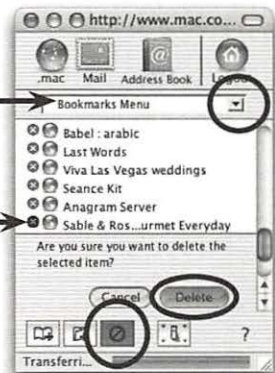 http://www.mac.co...
.mac Mail Address Book Logout
Bookmarks Menu
Babel : arabic
Last Words
Viva Las Vegas weddings
Seance Kit
Anagram Server
Sable & Ros...urmet Everyday
Are you sure you want to delete the
selected item?
Cancel Delete
?
Transferri...